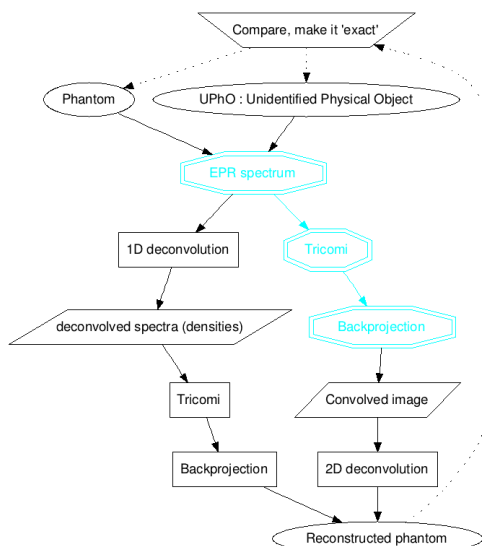 Compare, make it 'exact'
Phantom
UPhO : Unidentified Physical Object
EPR spectrum
1D deconvolution
Tricomi
deconvolved spectra (densities)
Backprojection
Tricomi
Convolved image
Backprojection
2D deconvolution
Reconstructed phantom